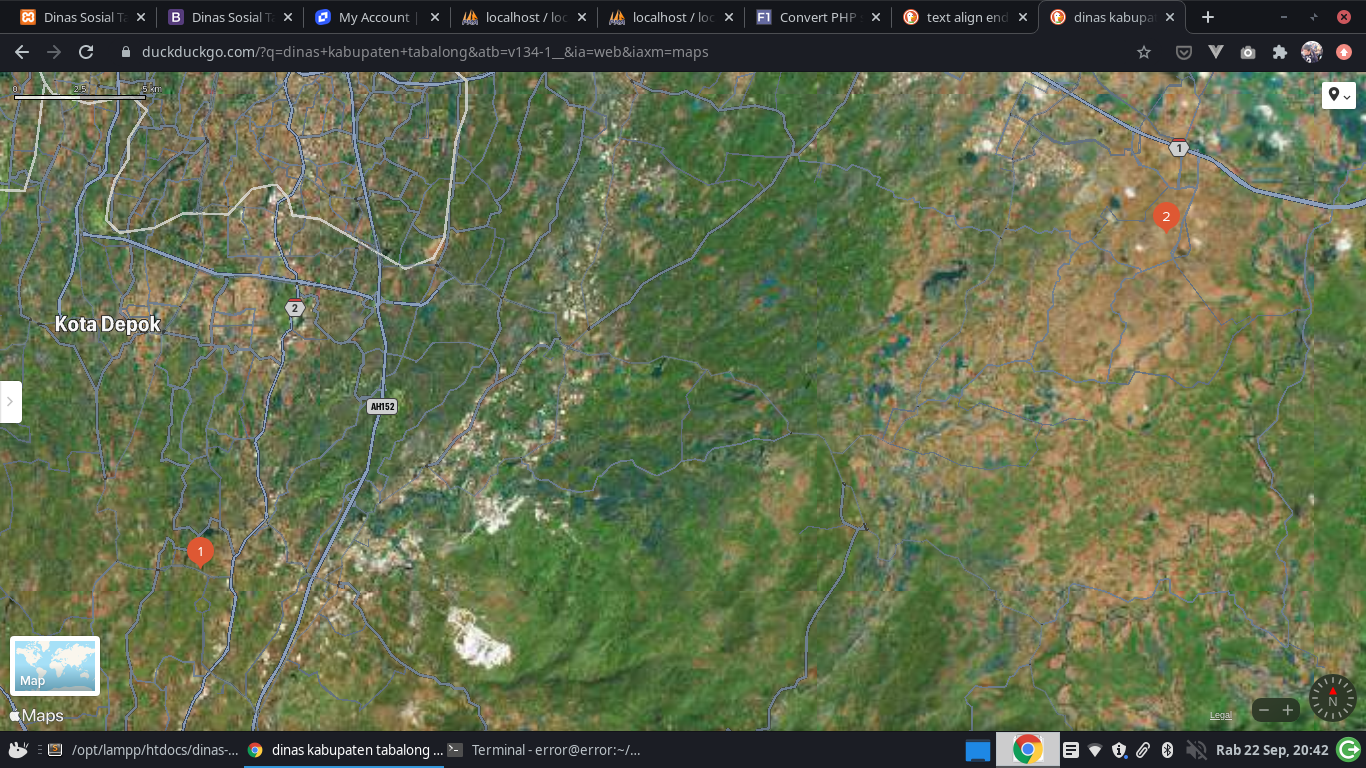 Dinas Sosial T
Dinas Sosial T
My Account
localhost / loc
localhost / loc
Convert PHP s
text align end
dinas kabupat
duckduckgo.com/?q=dinas+kabupaten+tabalong&atb=v134-1__&ia=web&iaxm=maps
0 2.5 5 km
1
2
Kota Depok
2
AH152
1
Map
Maps
Legal
N
/opt/lampp/htdocs/dinas-...
dinas kabupaten tabalong ...
Terminal - error@error:~/...
Rab 22 Sep, 20:42